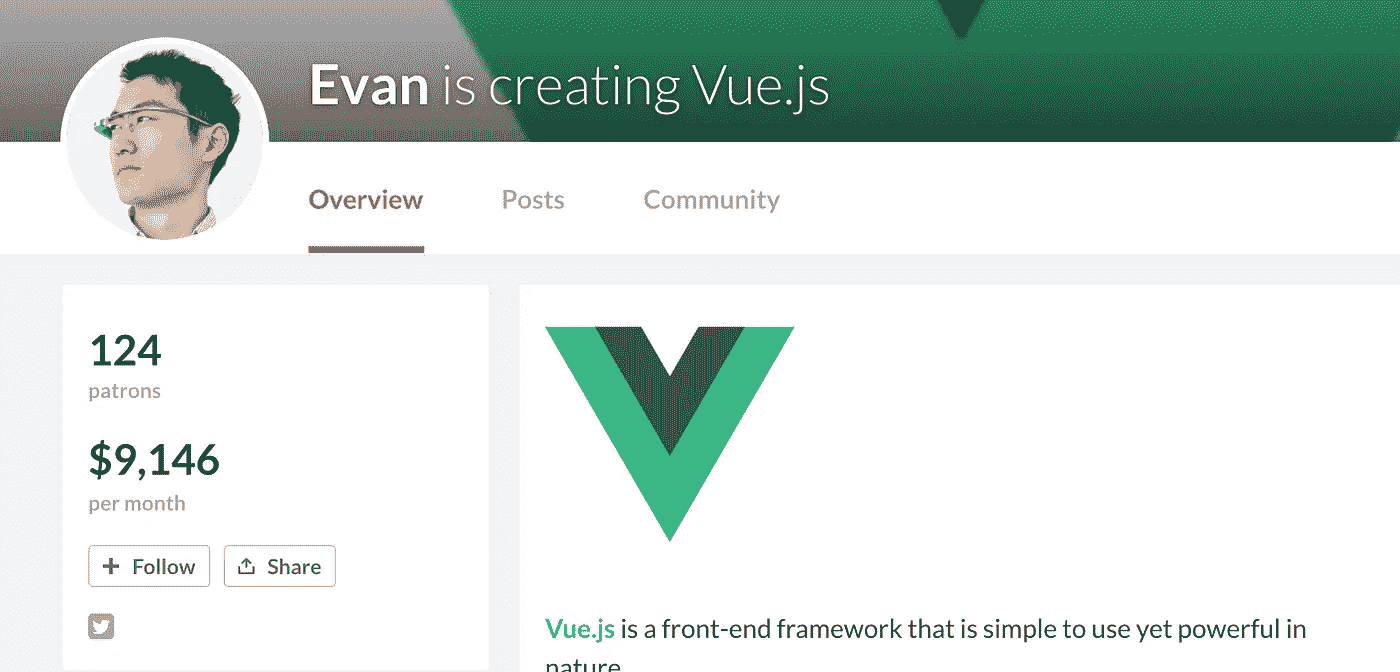 Evan is creating Vue.js
Overview Posts Community
124
patrons
$9,146
per month
Follow Share
Vue.js is a front-end framework that is simple to use yet powerful in
nature